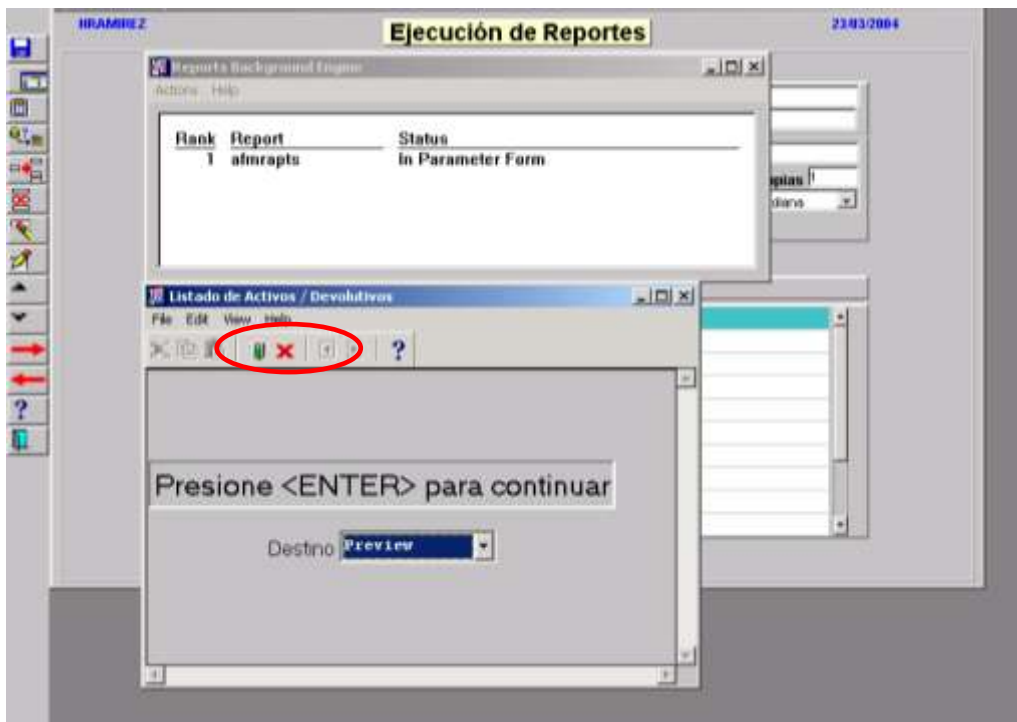 HRAMIREZ
Ejecución de Reportes
23/03/2004
Reports Background Engine
Actions Help
Rank Report Status
1 afmrapts In Parameter Form
opias 1
diana
Listado de Activos / Devolutivos
File Edit View Help
?
Presione <ENTER> para continuar
Destino Preview
?